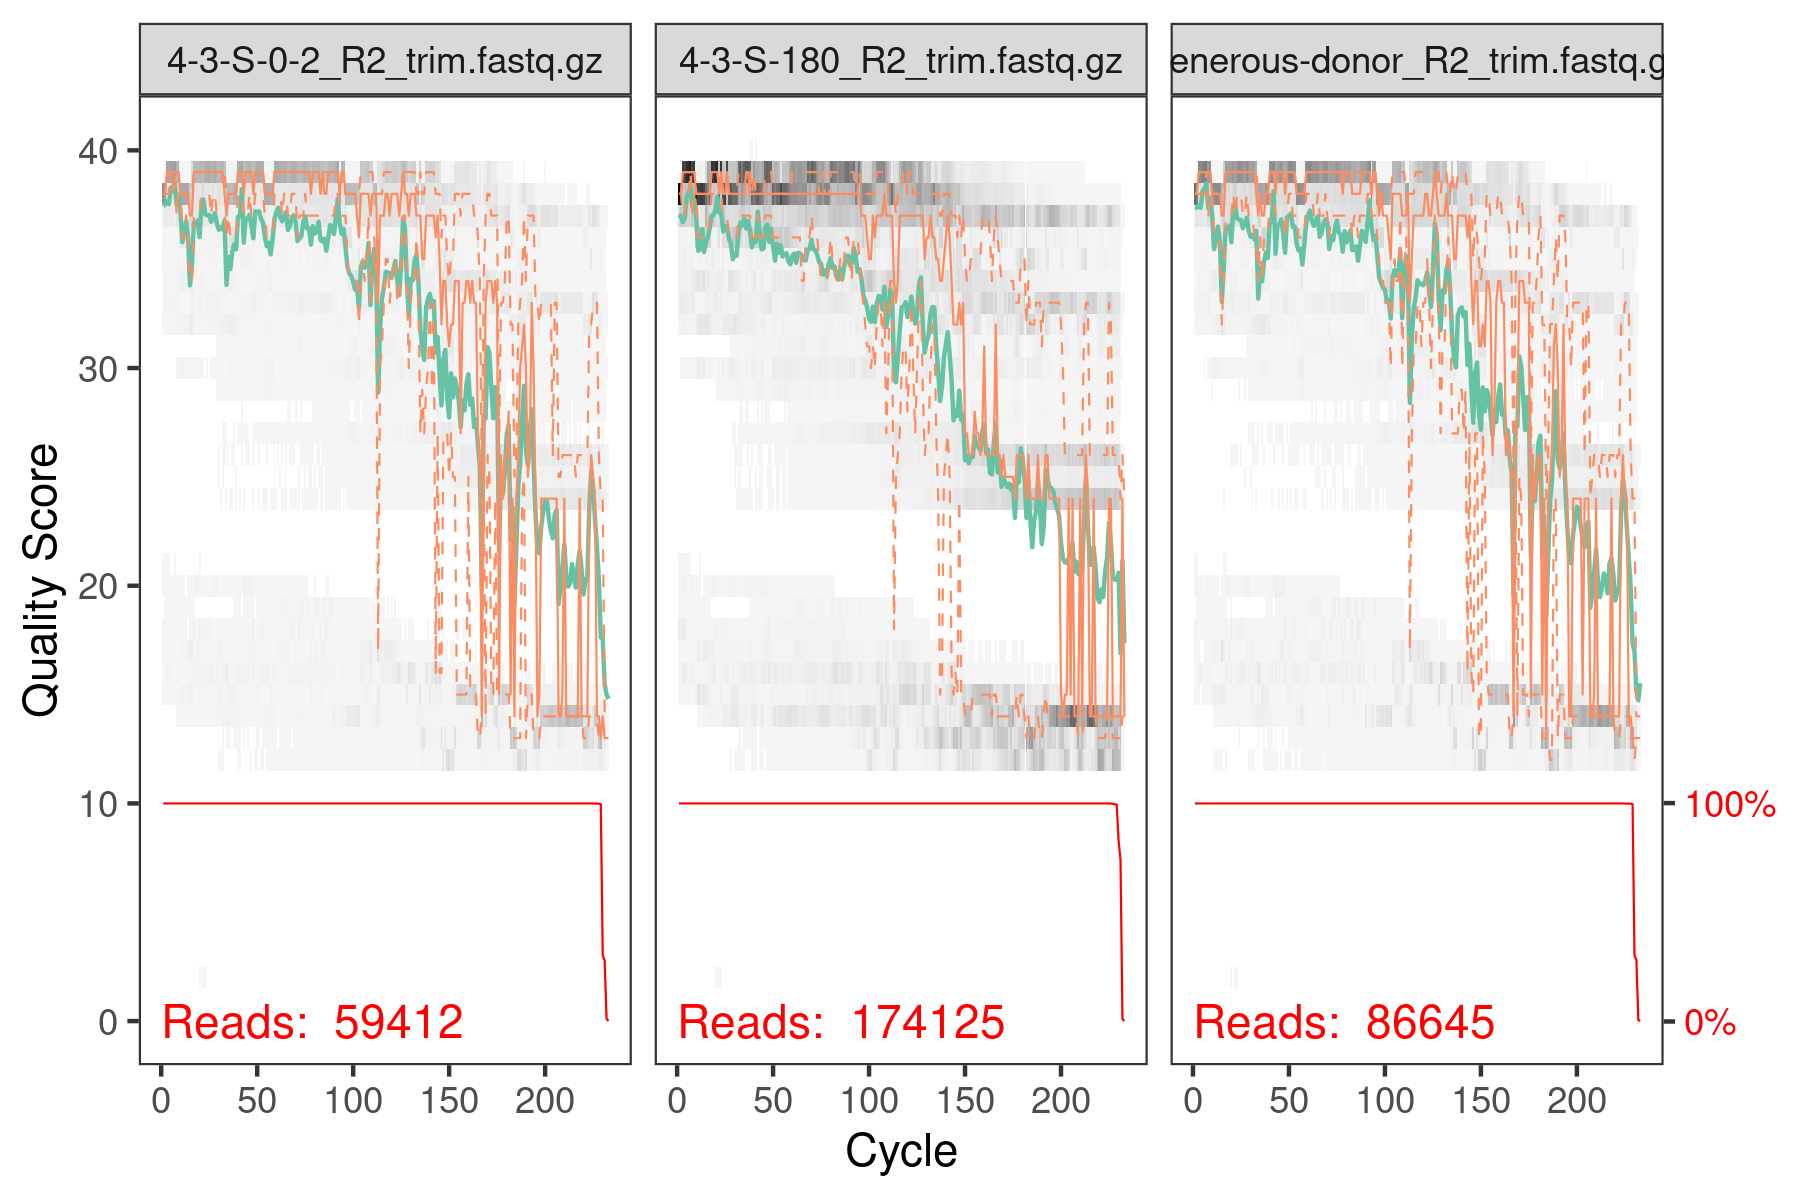 4-3-S-0-2_R2_trim.fastq.gz
4-3-S-180_R2_trim.fastq.gz
enerous-donor_R2_trim.fastq.g
Quality Score
40
30
20
10
0
100%
0%
Reads: 59412
Reads: 174125
Reads: 86645
0 50 100 150 200
0 50 100 150 200
0 50 100 150 200
Cycle